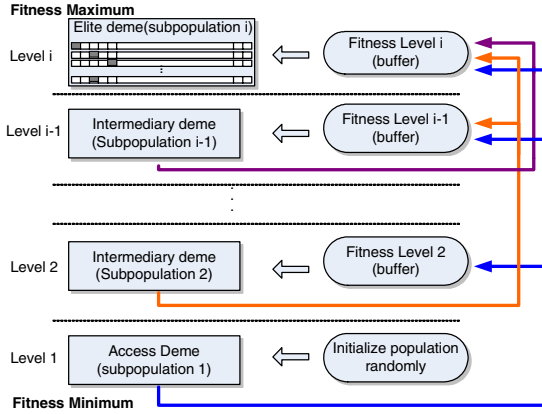 Fitness Maximum
Level i
Elite deme(subpopulation i)
⋮
Fitness Level i
(buffer)
Level i-1
Intermediary deme
(Subpopulation i-1)
Fitness Level i-1
(buffer)
⋮
Level 2
Intermediary deme
(Subpopulation 2)
Fitness Level 2
(buffer)
Level 1
Access Deme
(subpopulation 1)
Initialize population
randomly
Fitness Minimum